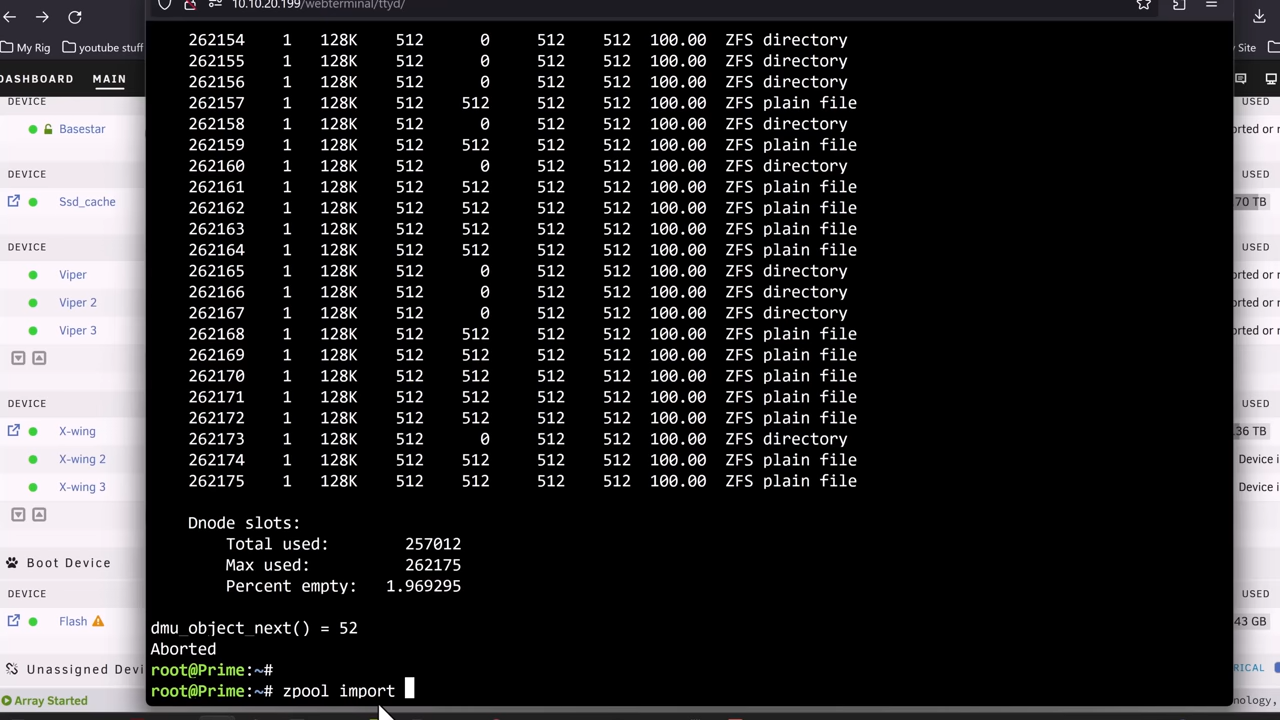 10.10.20.199/webterminal/ttyd/
My Rig
youtube stuff
Site
DASHBOARD
MAIN
DEVICE
Basestar
DEVICE
Ssd_cache
DEVICE
Viper
Viper 2
Viper 3
DEVICE
X-wing
X-wing 2
X-wing 3
Boot Device
DEVICE
Flash
Unassigned Devi
Array Started
262154 1 128K 512 0 512 512 100.00 ZFS directory
262155 1 128K 512 0 512 512 100.00 ZFS directory
262156 1 128K 512 0 512 512 100.00 ZFS directory
262157 1 128K 512 512 512 512 100.00 ZFS plain file
262158 1 128K 512 0 512 512 100.00 ZFS directory
262159 1 128K 512 512 512 512 100.00 ZFS plain file
262160 1 128K 512 0 512 512 100.00 ZFS directory
262161 1 128K 512 512 512 512 100.00 ZFS plain file
262162 1 128K 512 512 512 512 100.00 ZFS plain file
262163 1 128K 512 512 512 512 100.00 ZFS plain file
262164 1 128K 512 512 512 512 100.00 ZFS plain file
262165 1 128K 512 0 512 512 100.00 ZFS directory
262166 1 128K 512 0 512 512 100.00 ZFS directory
262167 1 128K 512 0 512 512 100.00 ZFS directory
262168 1 128K 512 512 512 512 100.00 ZFS plain file
262169 1 128K 512 512 512 512 100.00 ZFS plain file
262170 1 128K 512 512 512 512 100.00 ZFS plain file
262171 1 128K 512 512 512 512 100.00 ZFS plain file
262172 1 128K 512 512 512 512 100.00 ZFS plain file
262173 1 128K 512 0 512 512 100.00 ZFS directory
262174 1 128K 512 512 512 512 100.00 ZFS plain file
262175 1 128K 512 512 512 512 100.00 ZFS plain file
Dnode slots:
Total used: 257012
Max used: 262175
Percent empty: 1.969295
dmu_object_next() = 52
Aborted
root@Prime:~#
root@Prime:~# zpool import
USED
orted or r
USED
70 TB
USED
orted or r
orted or r
orted or r
USED
36 TB
Device i
Device i
USED
43 GB
RICAL
nology,